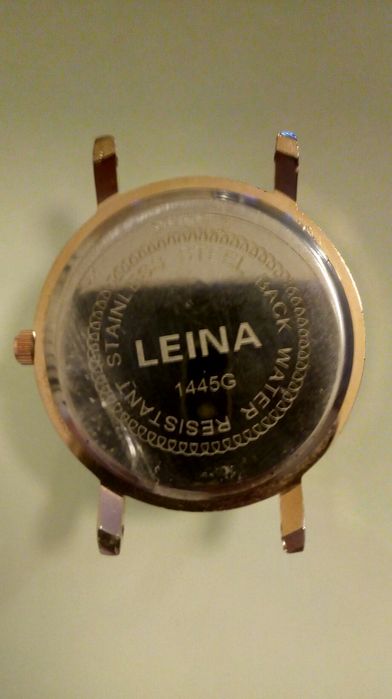 STAINLESS STEEL BACK WATER RESISTANT
LEINA
1445G